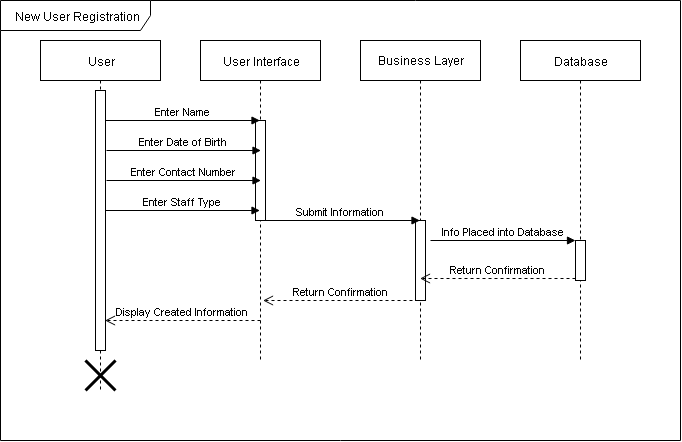 New User Registration
User
User Interface
Business Layer
Database
Enter Name
Enter Date of Birth
Enter Contact Number
Enter Staff Type
Submit Information
Info Placed into Database
Return Confirmation
Return Confirmation
Display Created Information